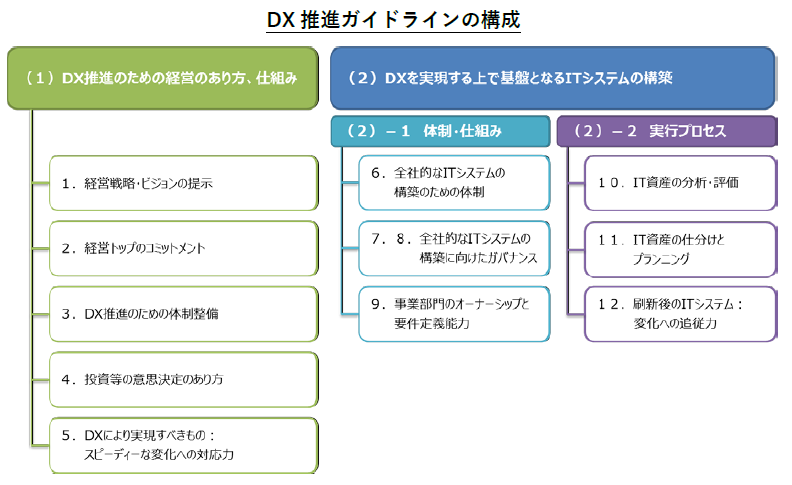 DX 推進ガイドラインの構成
（１）DX推進のための経営のあり方、仕組み
１．経営戦略・ビジョンの提示
２．経営トップのコミットメント
３．DX推進のための体制整備
４．投資等の意思決定のあり方
５．DXにより実現すべきもの：
スピーディーな変化への対応力
（２）DXを実現する上で基盤となるITシステムの構築
（２）－１　体制・仕組み
６．全社的なITシステムの
構築のための体制
７．８．全社的なITシステムの
構築に向けたガバナンス
９．事業部門のオーナーシップと
要件定義能力
（２）－２　実行プロセス
１０．IT資産の分析・評価
１１．IT資産の仕分けと
プランニング
１２．刷新後のITシステム：
変化への追従力